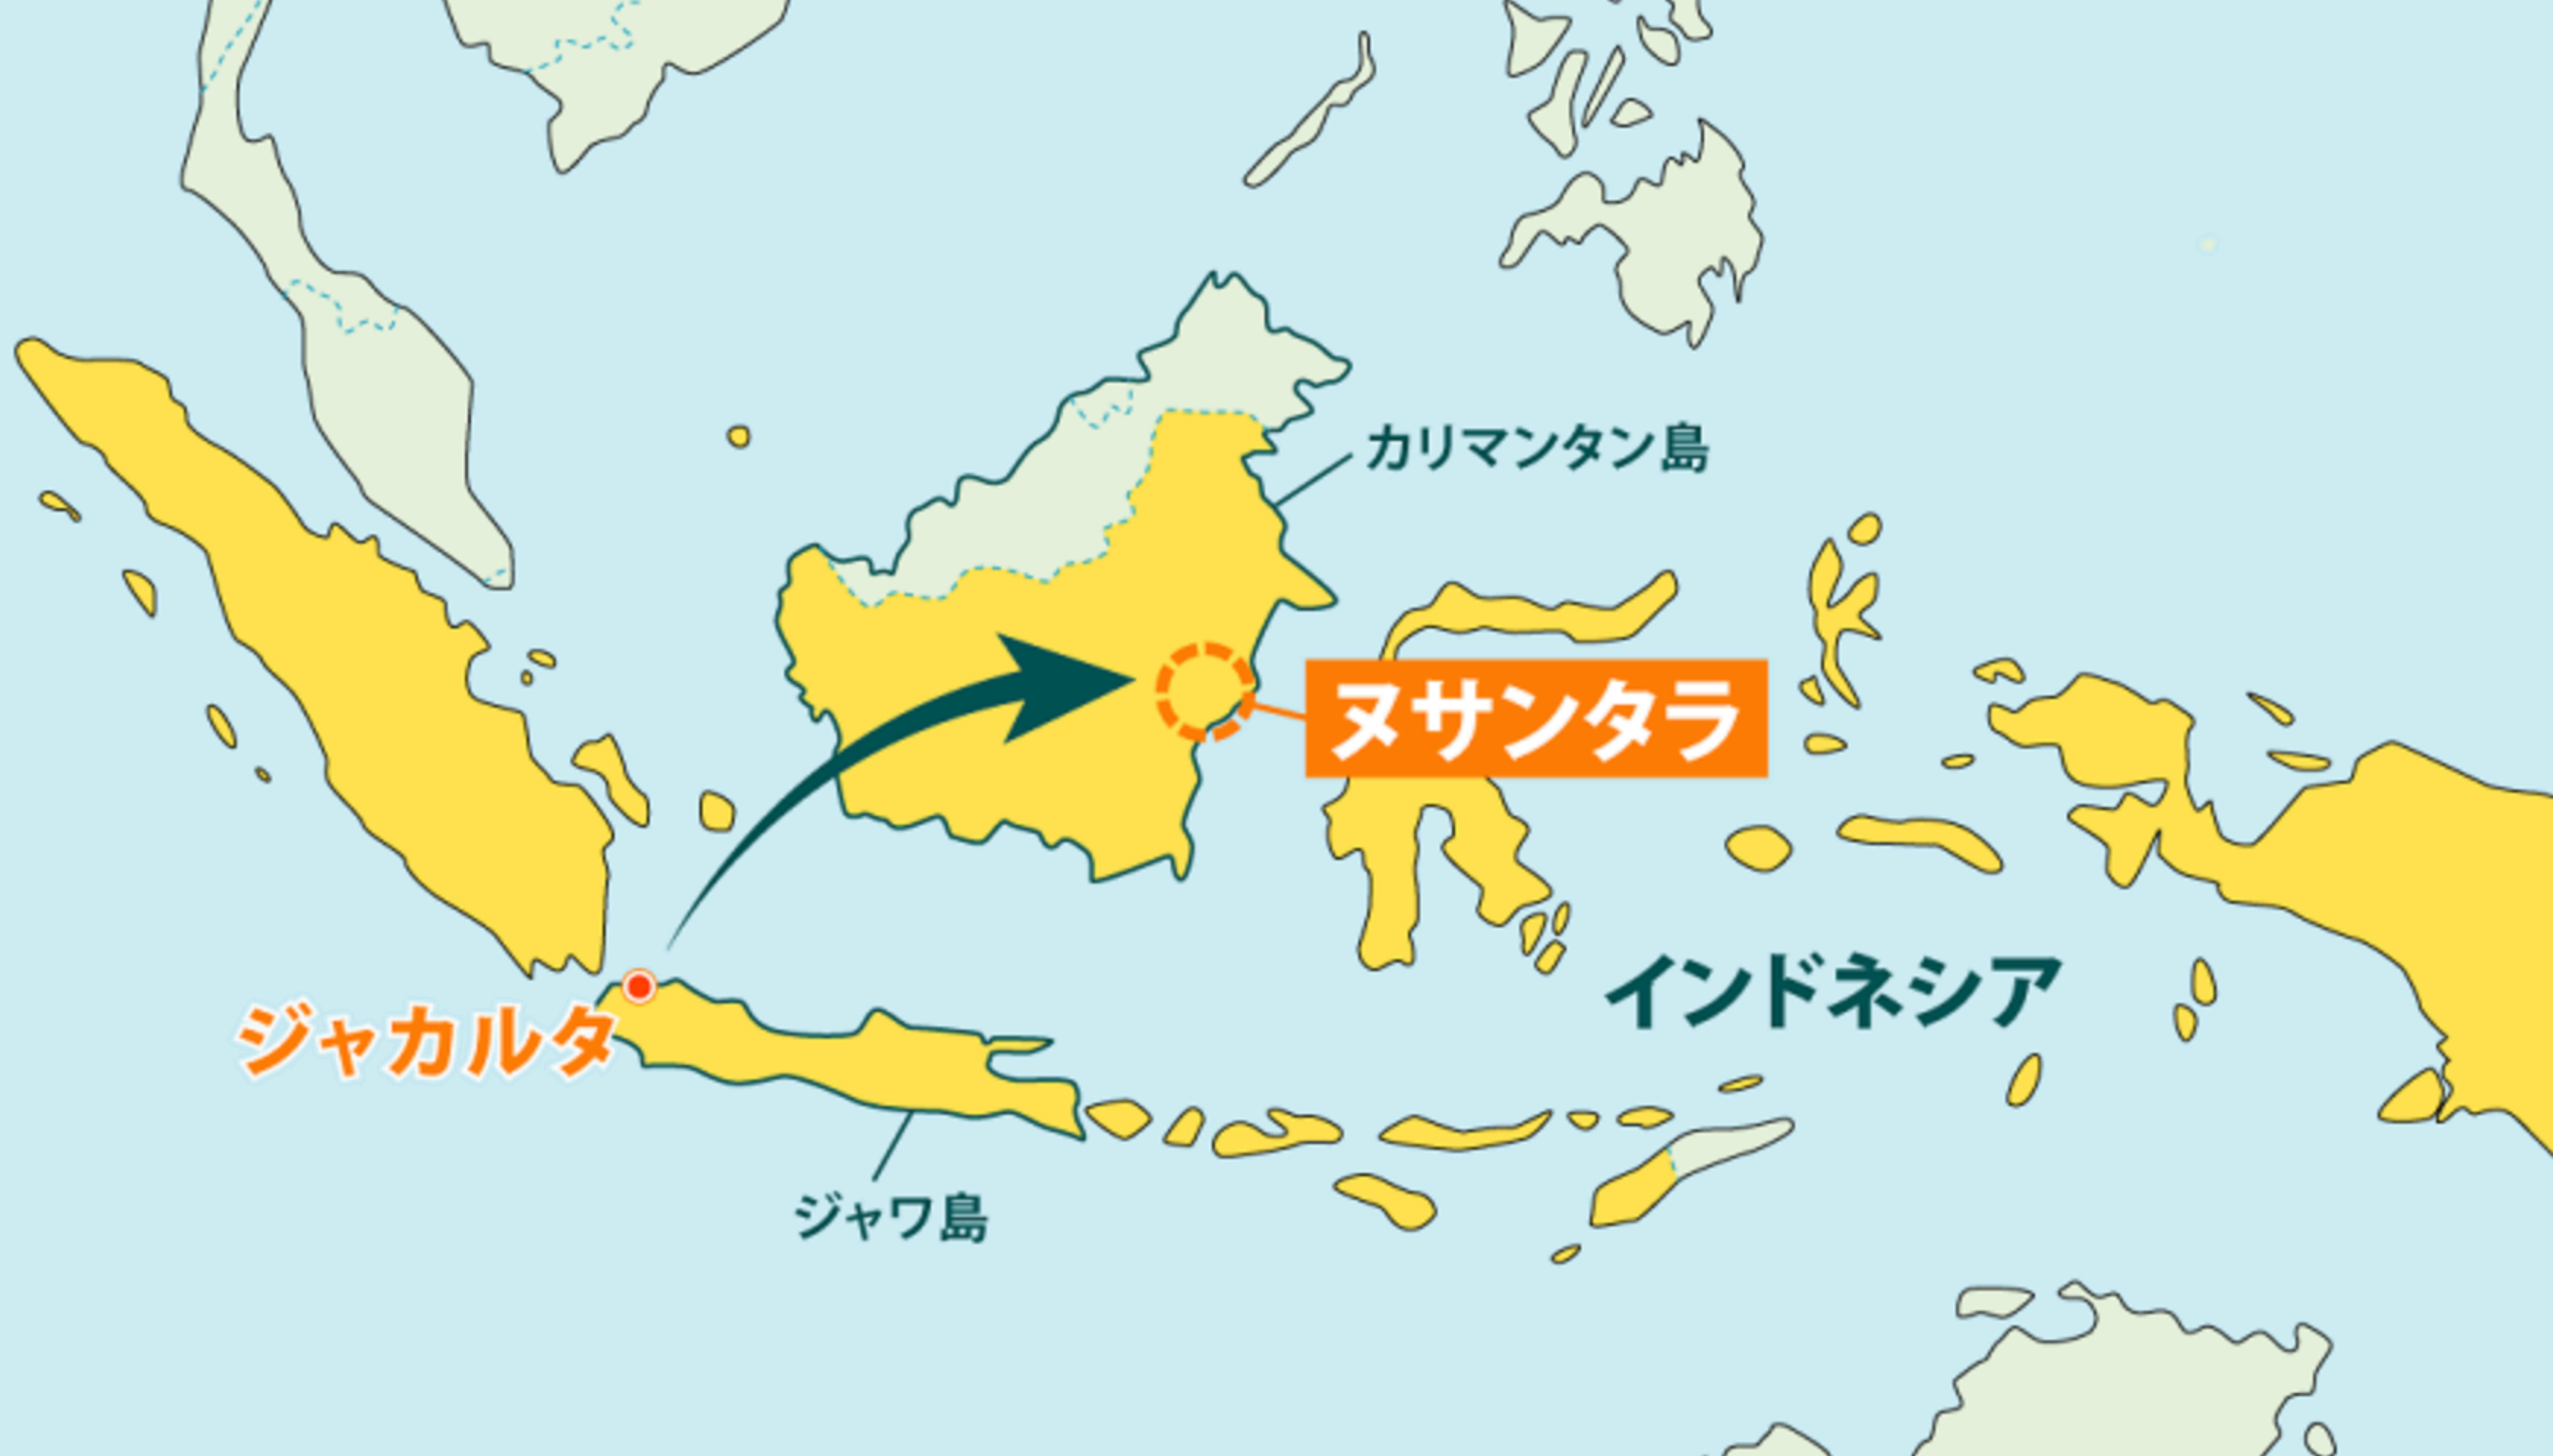 カリマンタン島
ヌサンタラ
インドネシア
ジャカルタ
ジャワ島